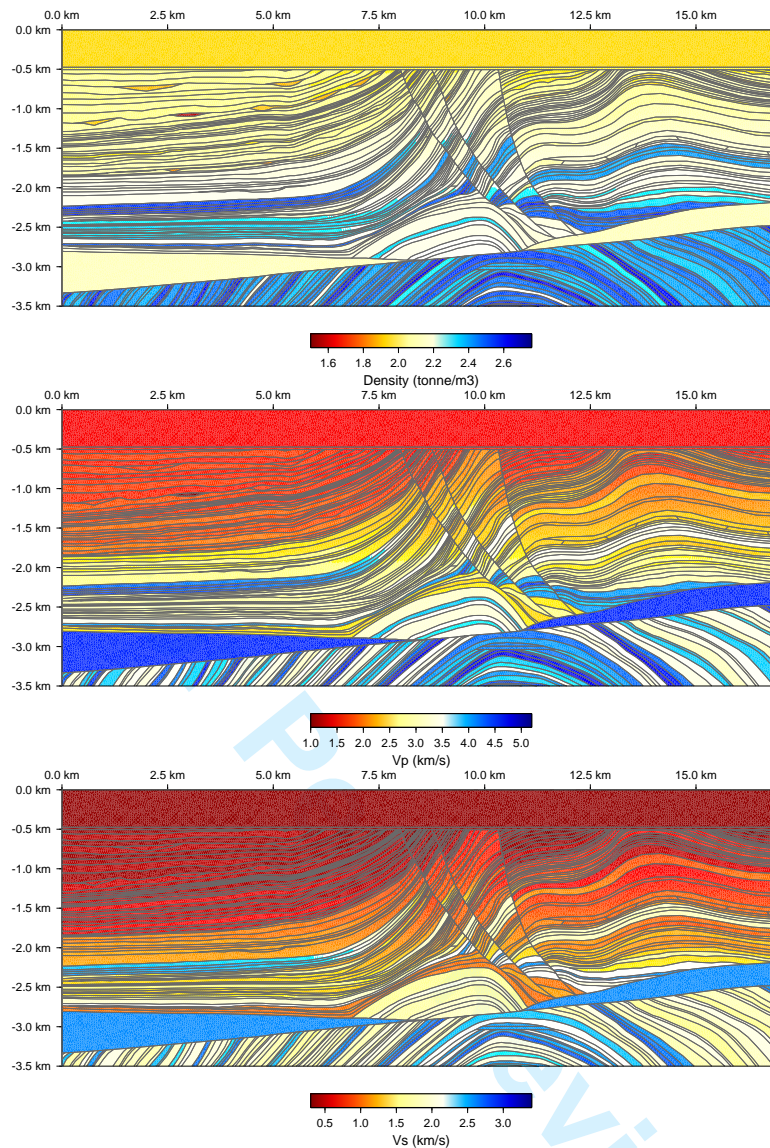 0.0 km 2.5 km 5.0 km 7.5 km 10.0 km 12.5 km 15.0 km
0.0 km
-0.5 km
-1.0 km
-1.5 km
-2.0 km
-2.5 km
-3.0 km
-3.5 km
1.6 1.8 2.0 2.2 2.4 2.6
Density (tonne/m3)
0.0 km 2.5 km 5.0 km 7.5 km 10.0 km 12.5 km 15.0 km
0.0 km
-0.5 km
-1.0 km
-1.5 km
-2.0 km
-2.5 km
-3.0 km
-3.5 km
1.0 1.5 2.0 2.5 3.0 3.5 4.0 4.5 5.0
Vp (km/s)
0.0 km 2.5 km 5.0 km 7.5 km 10.0 km 12.5 km 15.0 km
0.0 km
-0.5 km
-1.0 km
-1.5 km
-2.0 km
-2.5 km
-3.0 km
-3.5 km
0.5 1.0 1.5 2.0 2.5 3.0
Vs (km/s)